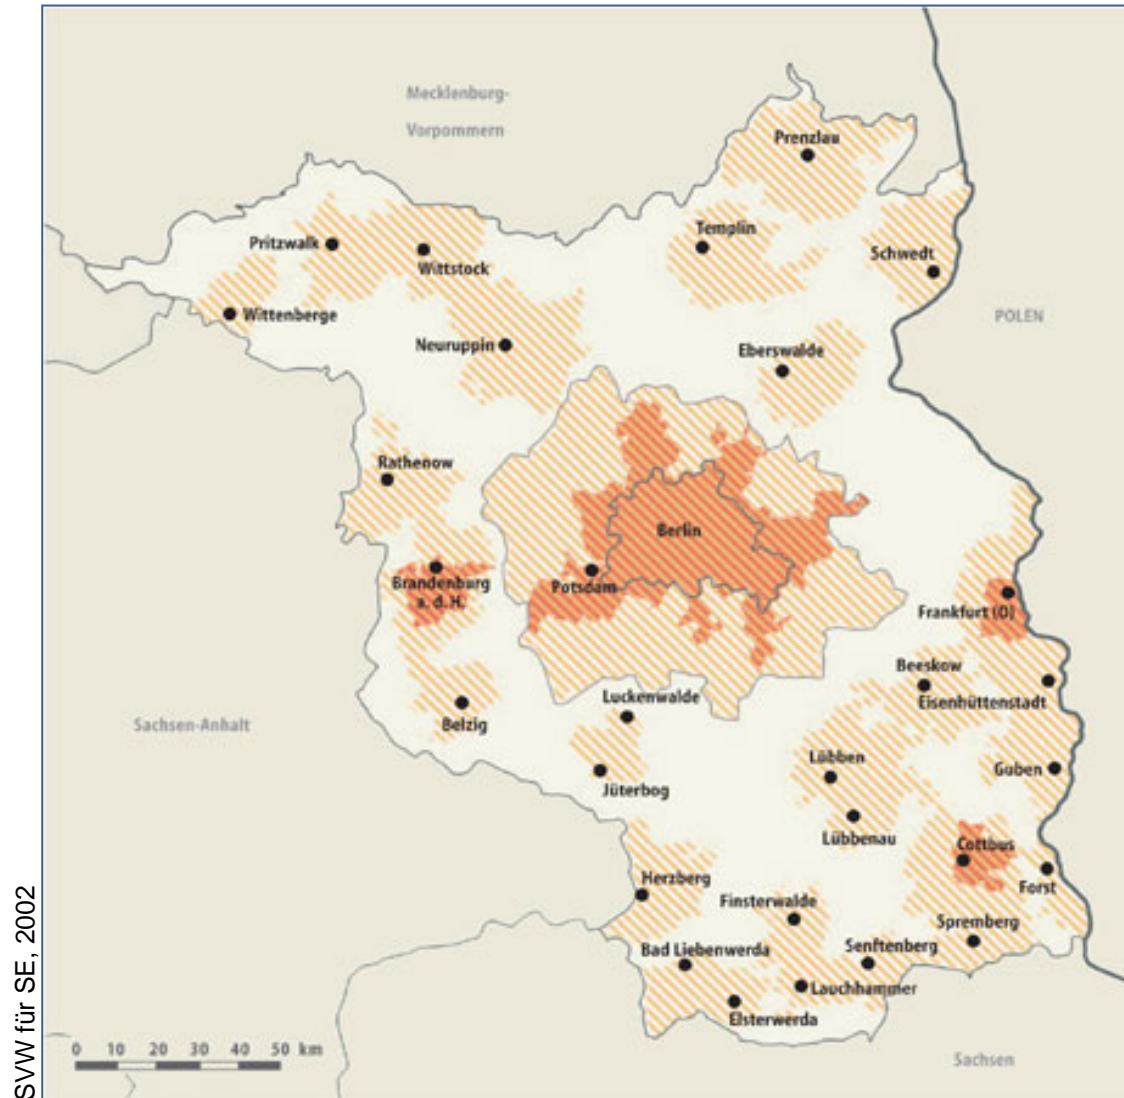 Mecklenburg-
Vorpommern
Prenzlau
Templin
Pritzwalk
Wittstock
Schwedt
Wittenberge
POLEN
Neuruppin
Eberswalde
Rathenow
Berlin
Brandenburg
a. d. H.
Potsdam
Frankfurt (O)
Beeskow
Luckenwalde
Eisenhüttenstadt
Sachsen-Anhalt
Belzig
Lübben
Guben
Jüterbog
Lübbenau
Cottbus
Herzberg
Forst
Finsterwalde
Spremberg
Bad Liebenwerda
Senftenberg
Lauchhammer
Elsterwerda
0 10 20 30 40 50 km
Sachsen
SVW für SE, 2002